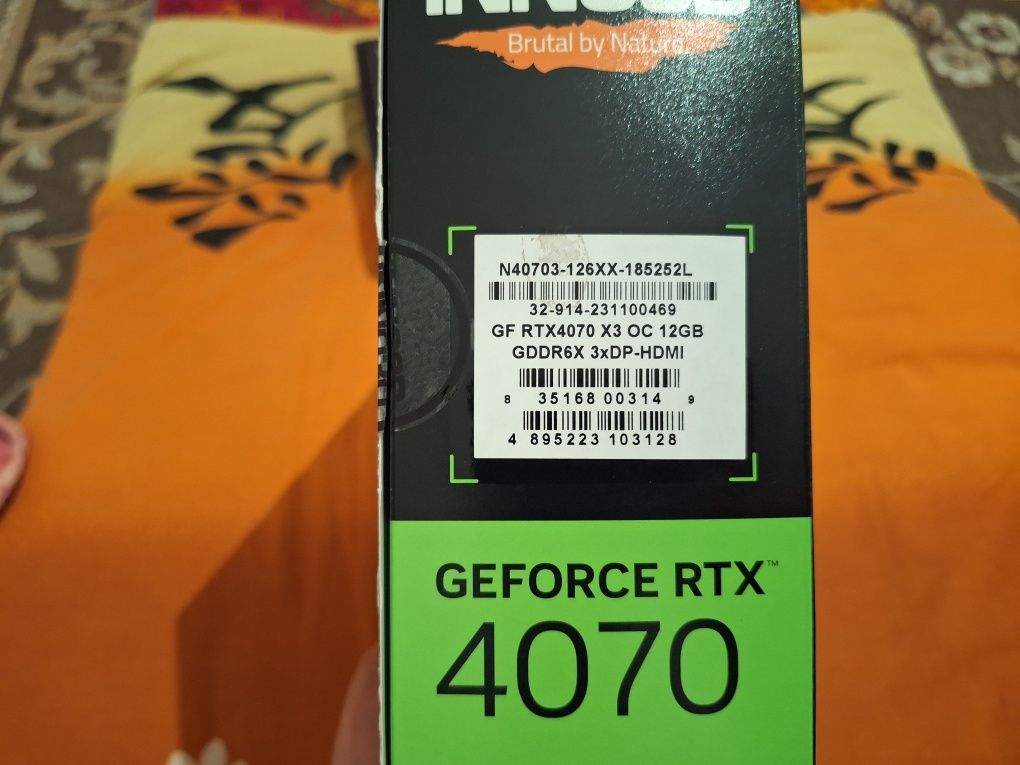 Brutal by Nature
N40703-126XX-185252L
32-914-231100469
GF RTX4070 X3 OC 12GB
GDDR6X 3xDP-HDMI
8 35168 00314 9
4 895223 103128
GEFORCE RTX™
4070